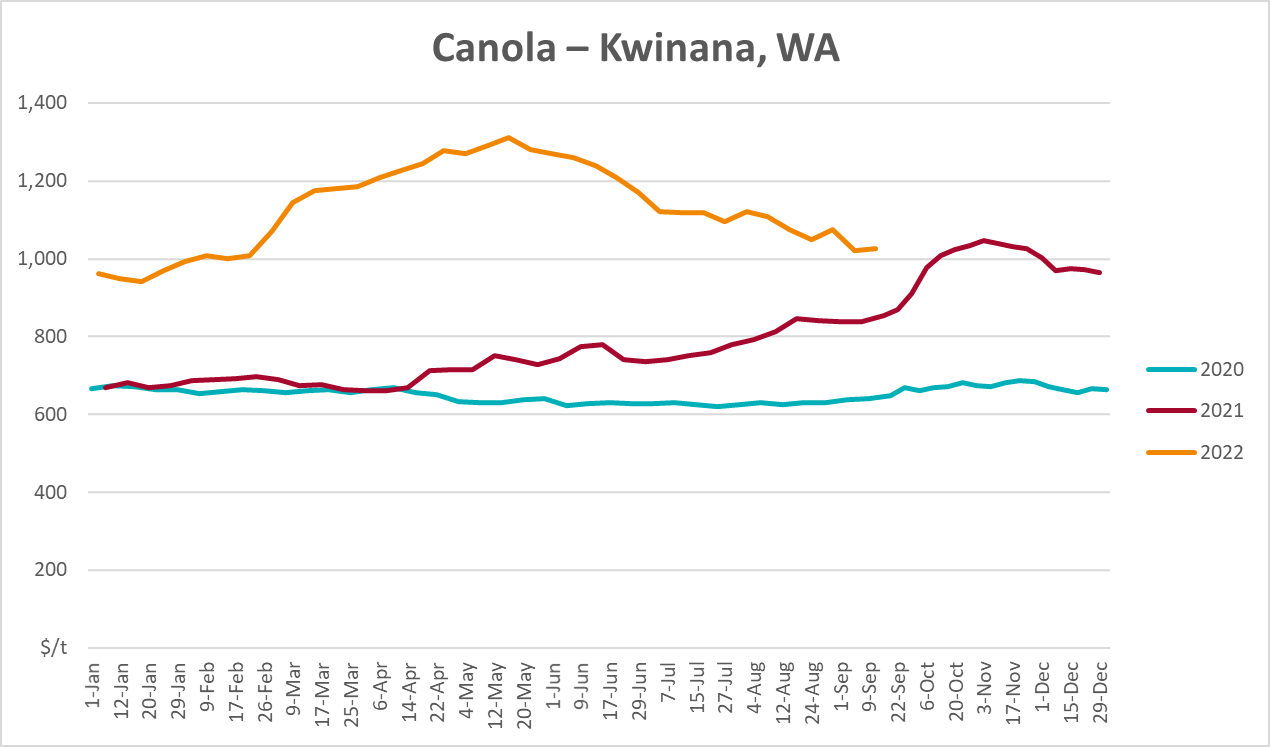 Canola – Kwinana, WA
1,400
1,200
1,000
800
600
400
200
$/t
1-Jan
12-Jan
20-Jan
29-Jan
9-Feb
17-Feb
26-Feb
9-Mar
17-Mar
25-Mar
6-Apr
14-Apr
22-Apr
4-May
12-May
20-May
1-Jun
9-Jun
17-Jun
29-Jun
7-Jul
15-Jul
27-Jul
4-Aug
12-Aug
24-Aug
1-Sep
9-Sep
22-Sep
6-Oct
20-Oct
3-Nov
17-Nov
1-Dec
15-Dec
29-Dec
2020
2021
2022